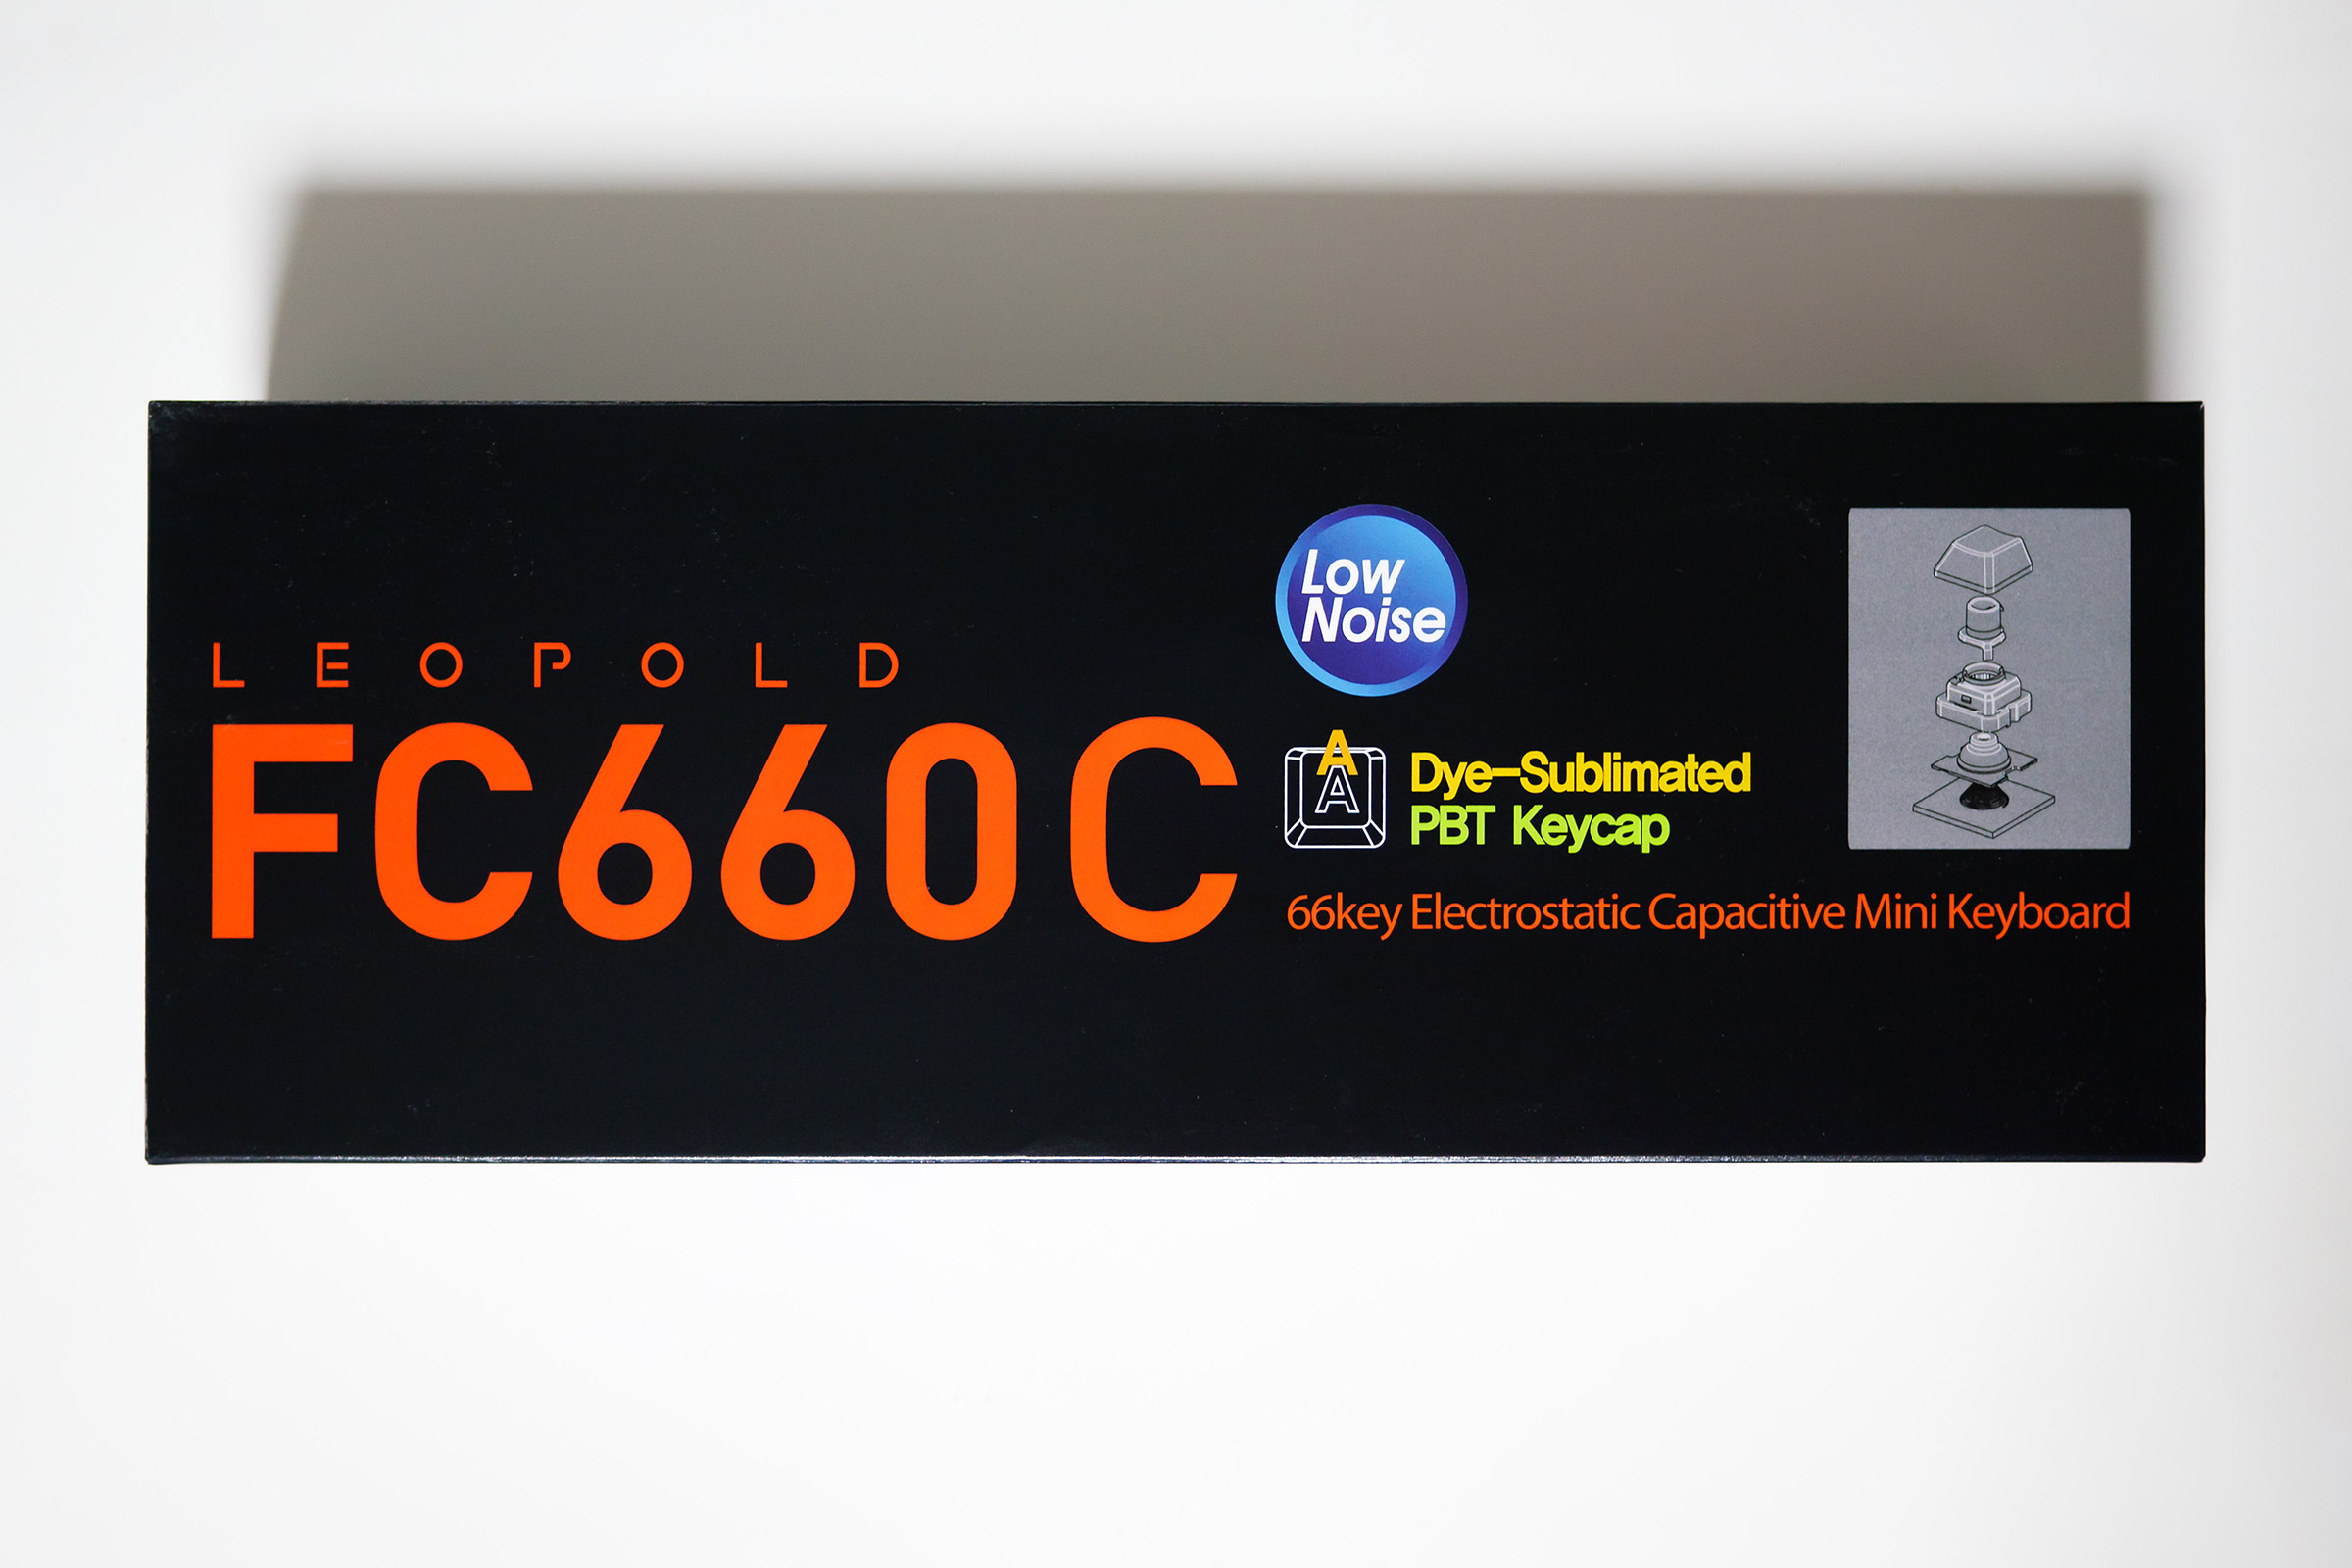 LEOPOLD
FC660C
Low
Noise
A
A
Dye-Sublimated
PBT Keycap
66key Electrostatic Capacitive Mini Keyboard